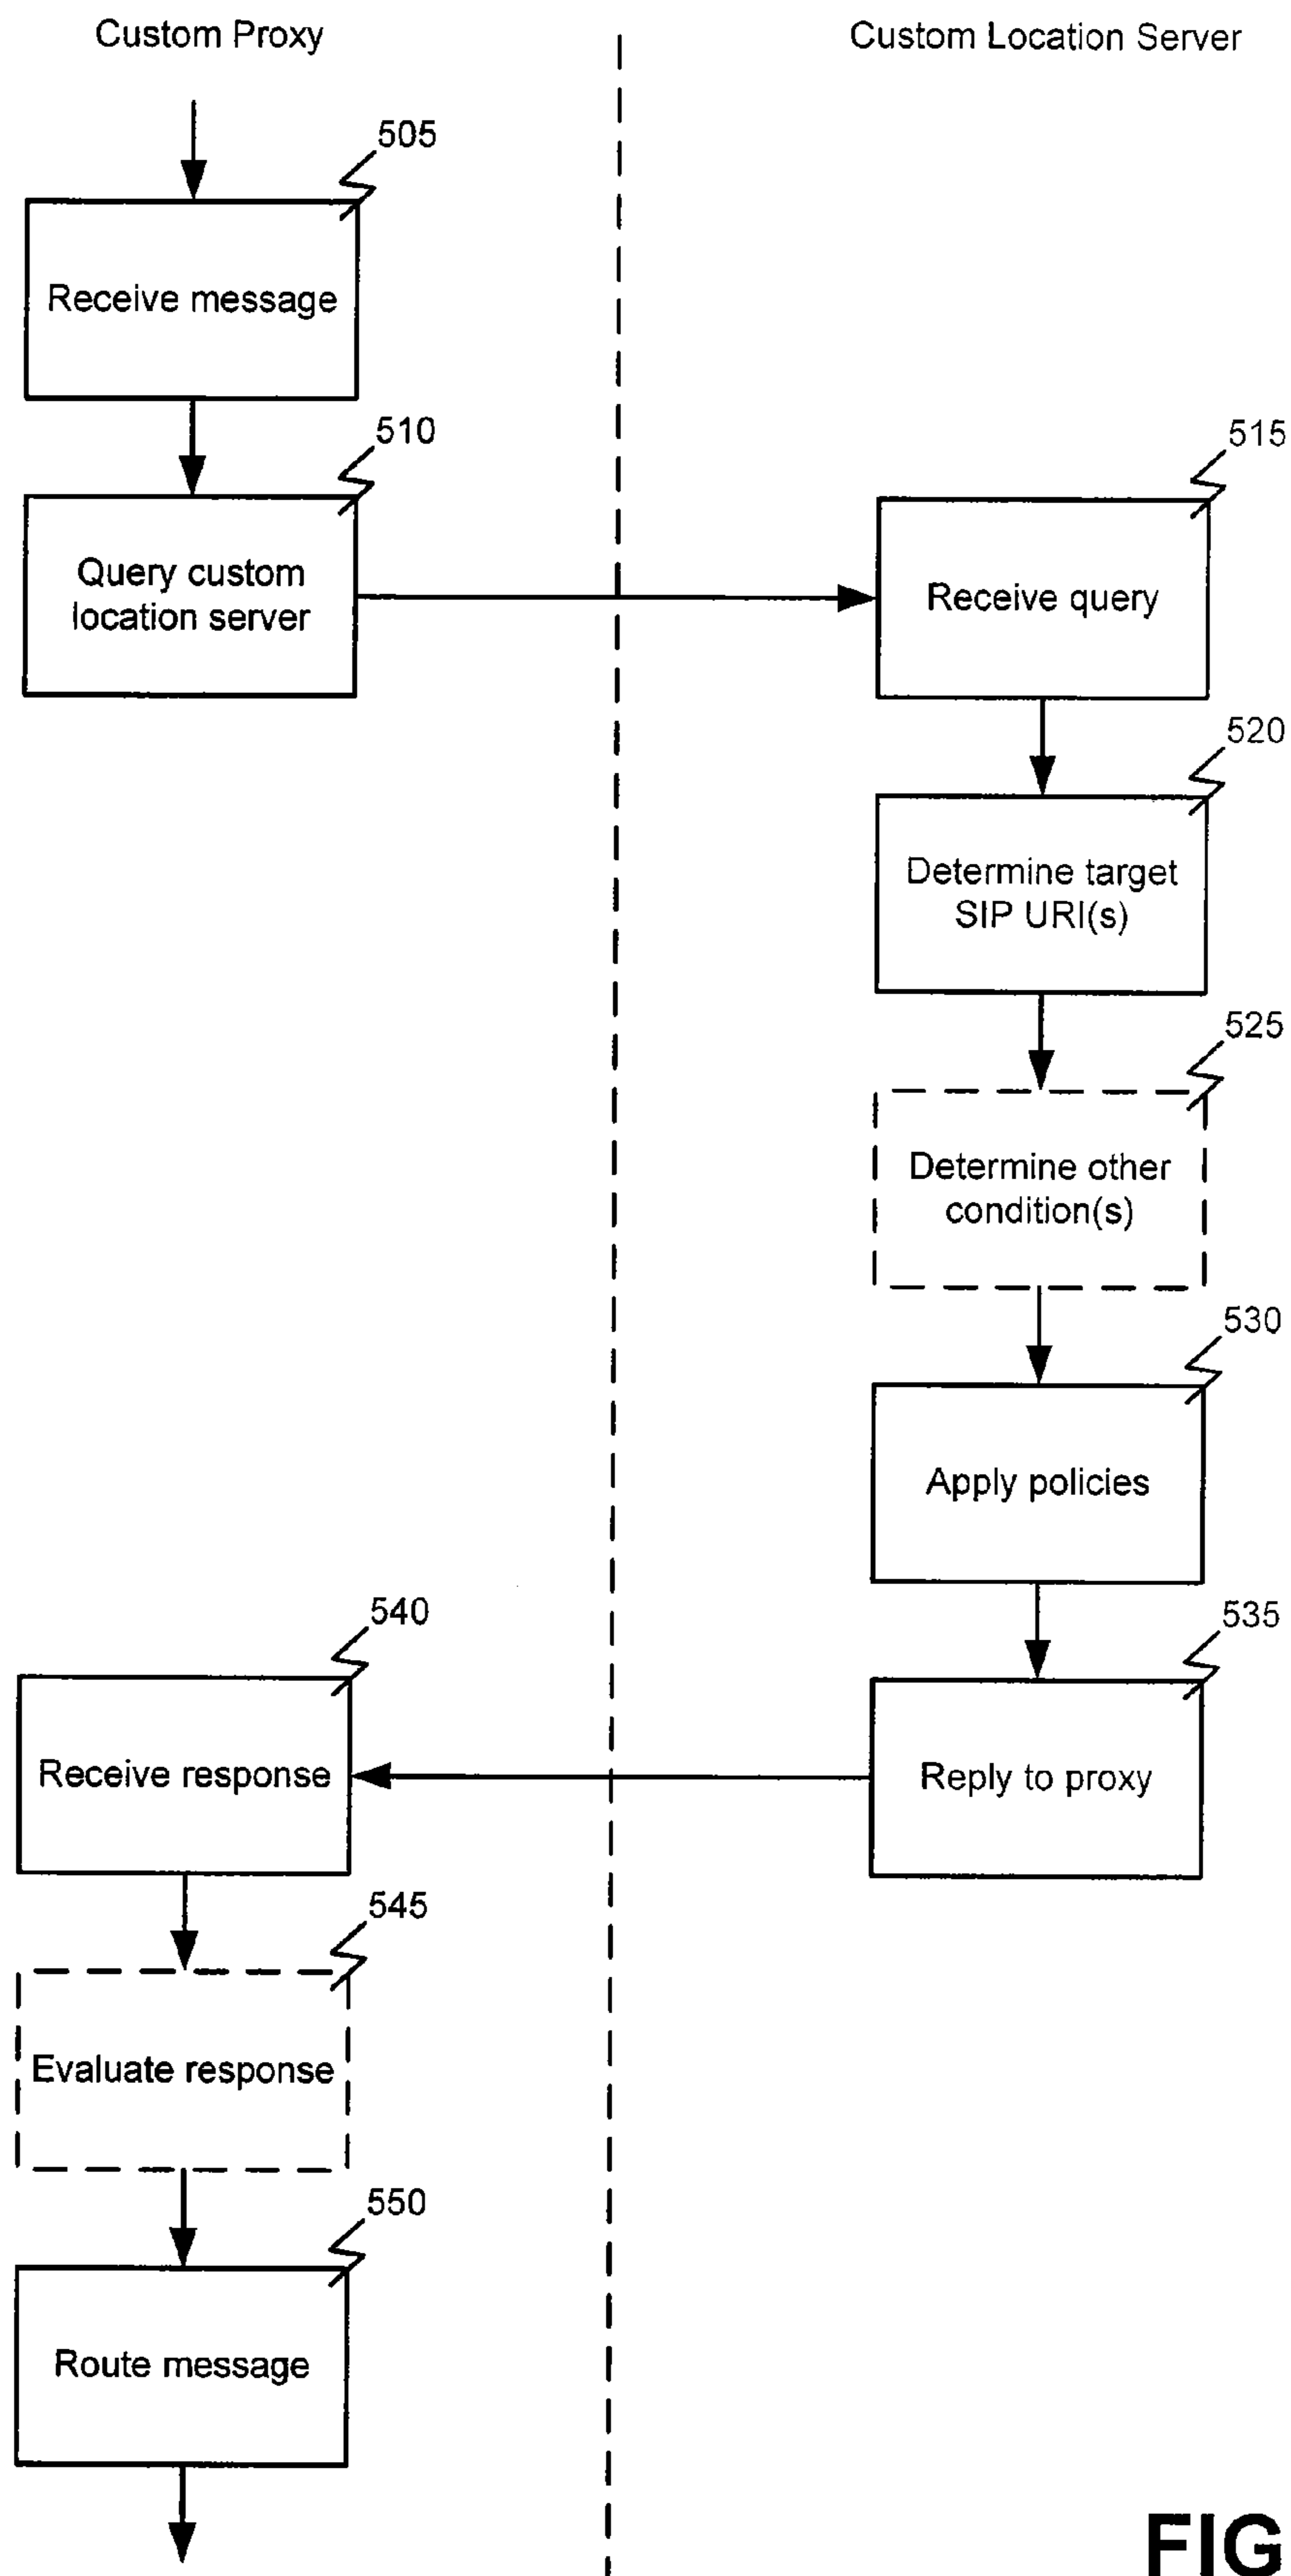 Custom Proxy
Custom Location Server
505
Receive message
510
Query custom
location server
515
Receive query
520
Determine target
SIP URI(s)
525
Determine other
condition(s)
530
Apply policies
535
Reply to proxy
540
Receive response
545
Evaluate response
550
Route message
FIG